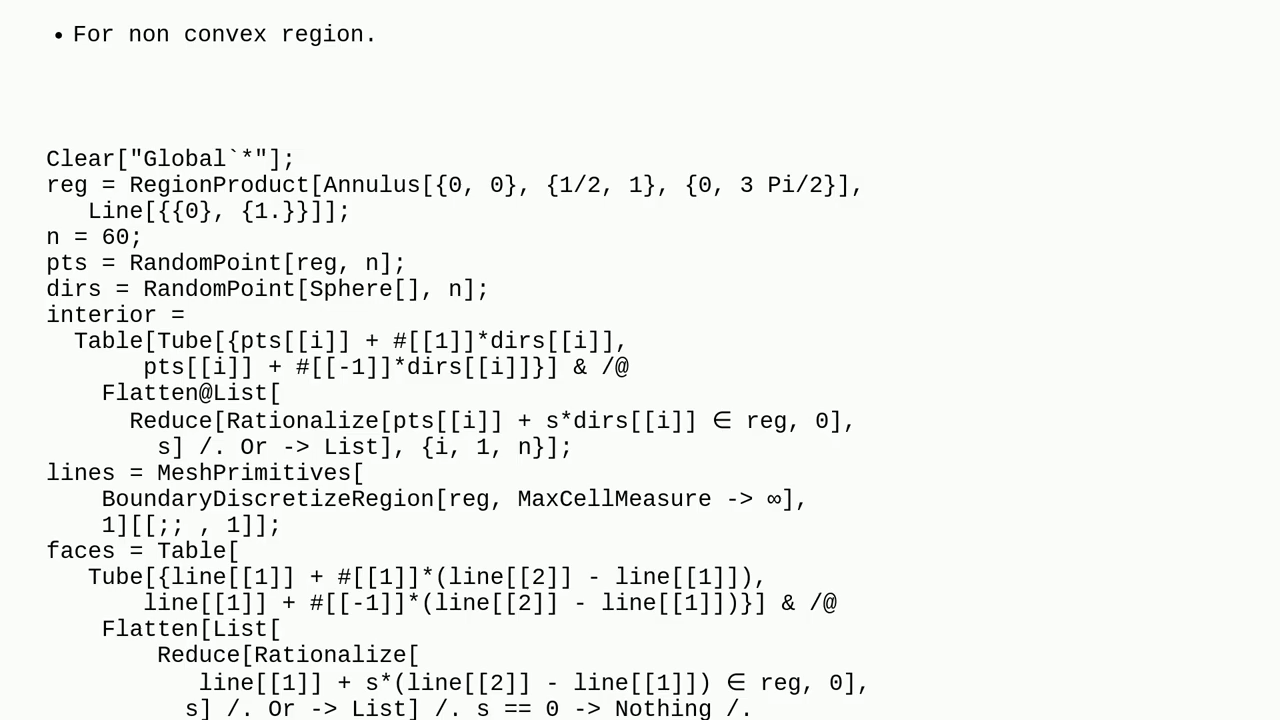 • For non convex region.
Clear["Global`*"];
reg = RegionProduct[Annulus[{0, 0}, {1/2, 1}, {0, 3 Pi/2}],
   Line[{{0}, {1.}}]];
n = 60;
pts = RandomPoint[reg, n];
dirs = RandomPoint[Sphere[], n];
interior =
  Table[Tube[{pts[[i]] + #[[1]]*dirs[[i]],
       pts[[i]] + #[[-1]]*dirs[[i]]}] & /@
    Flatten@List[
      Reduce[Rationalize[pts[[i]] + s*dirs[[i]] ∈ reg, 0],
        s] /. Or -> List], {i, 1, n}];
lines = MeshPrimitives[
    BoundaryDiscretizeRegion[reg, MaxCellMeasure -> ∞],
    1][[;; , 1]];
faces = Table[
   Tube[{line[[1]] + #[[1]]*(line[[2]] - line[[1]]),
       line[[1]] + #[[-1]]*(line[[2]] - line[[1]])}] & /@
    Flatten[List[
        Reduce[Rationalize[
           line[[1]] + s*(line[[2]] - line[[1]]) ∈ reg, 0],
          s] /. Or -> List] /. s == 0 -> Nothing /.